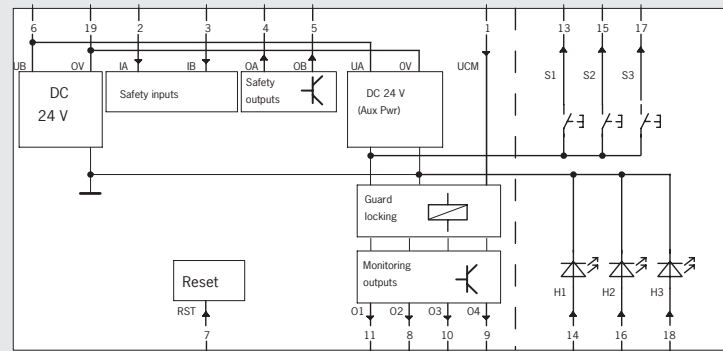 6 19 2 3 4 5 1 13 15 17
UB 0V IA IB OA OB UA 0V UCM S1 S2 S3
DC
24 V
Safety inputs
Safety
outputs
DC 24 V
(Aux Pwr)
Guard
locking
Monitoring
outputs
Reset
RST
O1 O2 O3 O4 H1 H2 H3
7 11 8 10 9 14 16 18